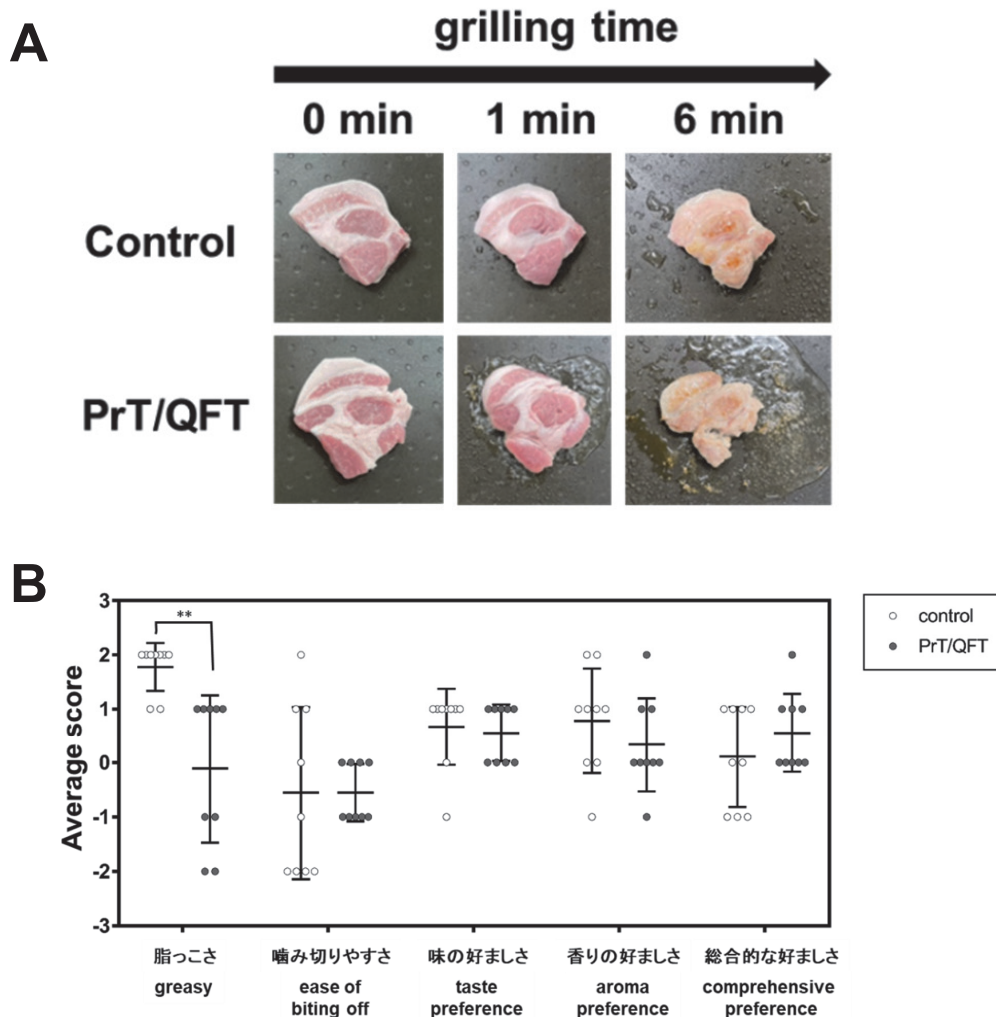 A
grilling time
0 min 1 min 6 min
Control
PrT/QFT
B
Average score
3
2
1
0
-1
-2
-3
**
control
PrT/QFT
脂っこさ 噛み切りやすさ 味の好ましさ 香りの好ましさ 総合的な好ましさ
greasy ease of taste aroma comprehensive
biting off preference preference preference